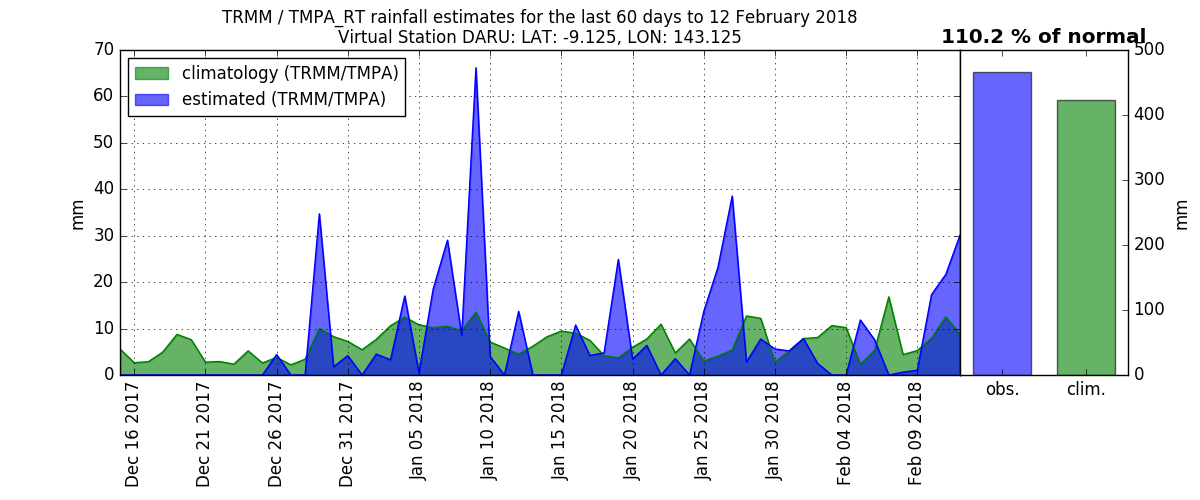 TRMM / TMPA_RT rainfall estimates for the last 60 days to 12 February 2018
Virtual Station DARU: LAT: -9.125, LON: 143.125
110.2 % of normal
climatology (TRMM/TMPA)
estimated (TRMM/TMPA)
70
60
50
40
30
20
10
0
mm
Dec 16 2017
Dec 21 2017
Dec 26 2017
Dec 31 2017
Jan 05 2018
Jan 10 2018
Jan 15 2018
Jan 20 2018
Jan 25 2018
Jan 30 2018
Feb 04 2018
Feb 09 2018
obs.
clim.
500
400
300
200
100
0
mm